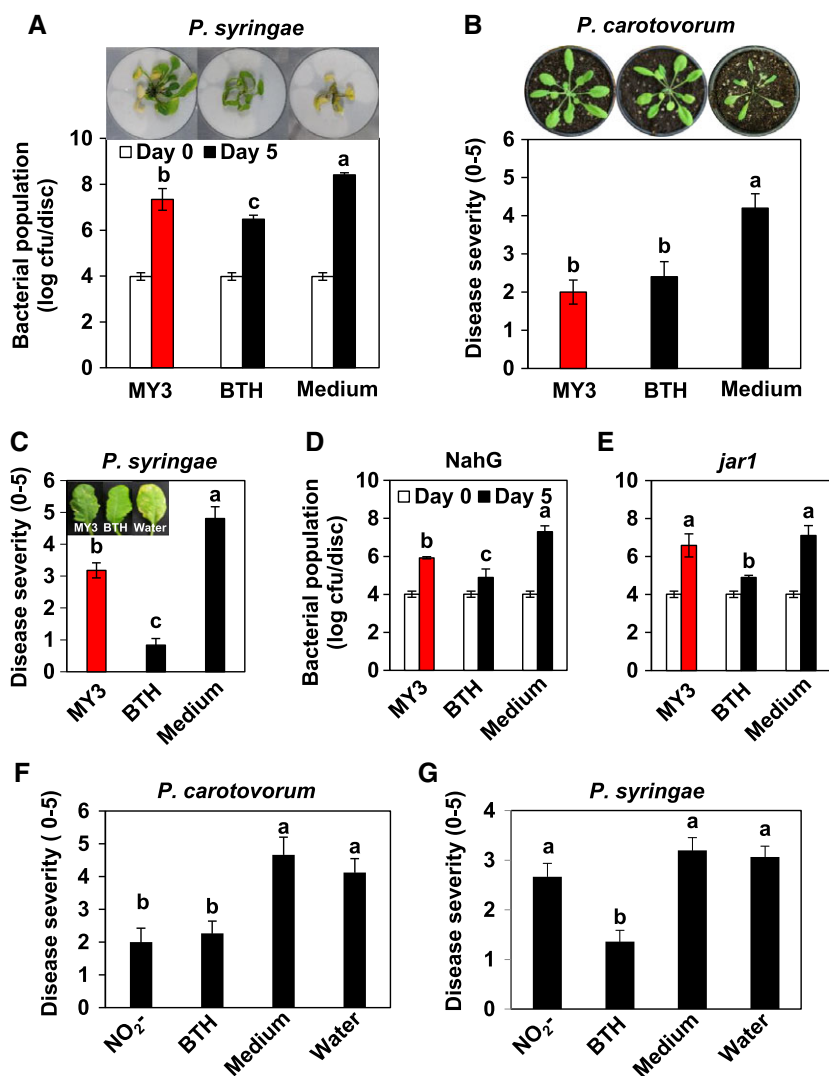 A
P. syringae
Bacterial population
(log cfu/disc)
10
8
6
4
2
0
Day 0 Day 5
b
c
a
MY3 BTH Medium
B
P. carotovorum
Disease severity (0-5)
6
5
4
3
2
1
0
b
b
a
MY3 BTH Medium
C
P. syringae
Disease severity (0-5)
6
5
4
3
2
1
0
MY3 BTH Water
b
c
a
MY3 BTH Medium
D
NahG
Bacterial population
(log cfu/disc)
10
8
6
4
2
0
Day 0 Day 5
b
c
a
MY3 BTH Medium
E
jar1
10
8
6
4
2
0
a
b
a
MY3 BTH Medium
F
P. carotovorum
Disease severity ( 0-5)
6
5
4
3
2
1
0
b
b
a
a
NO₂- BTH Medium Water
G
P. syringae
Disease severity (0-5)
4
3
2
1
0
a
b
a
a
NO₂- BTH Medium Water